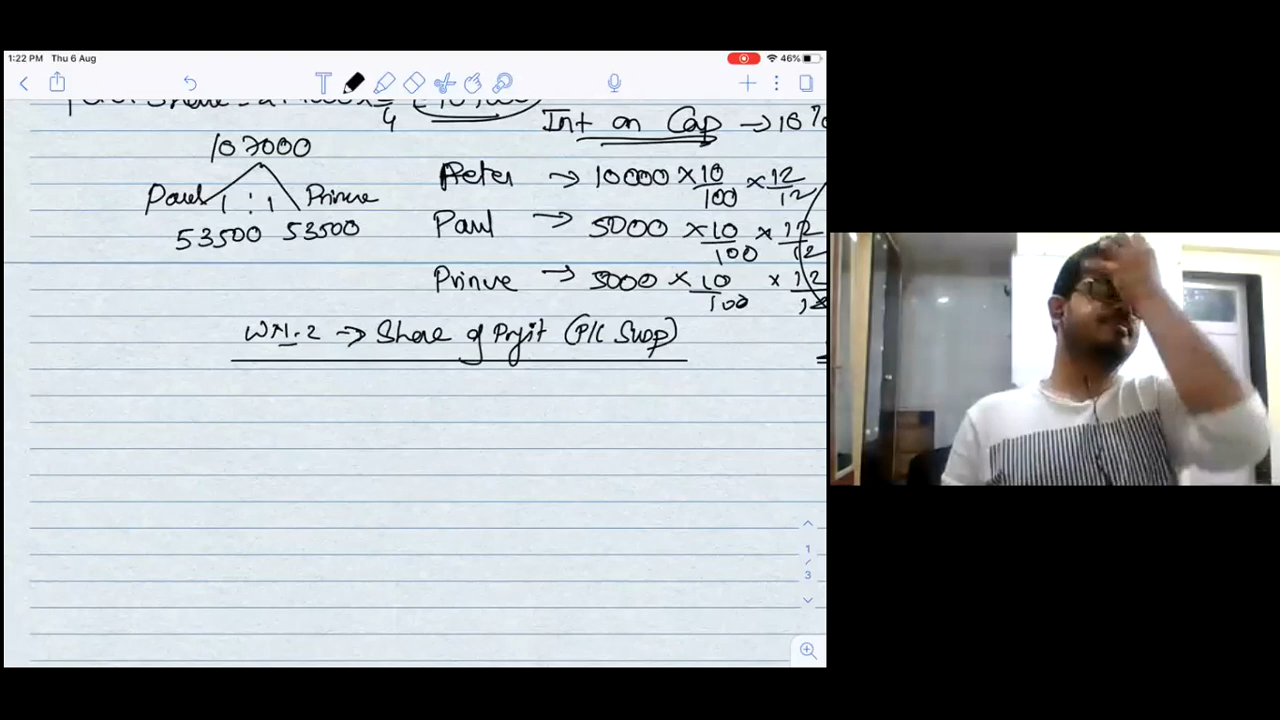 1:22 PM Thu 6 Aug
46%
T
4
107000
Paul 1 : 1 Prince
53500 53500
Int on Cap → 10%
Peter → 10000 × 10/100 × 12/12
Paul → 5000 × 10/100 × 12/12
Prince → 5000 × 10/100 × 12/12
WN.2 → Share of Profit (P/L Susp)
1
/
3